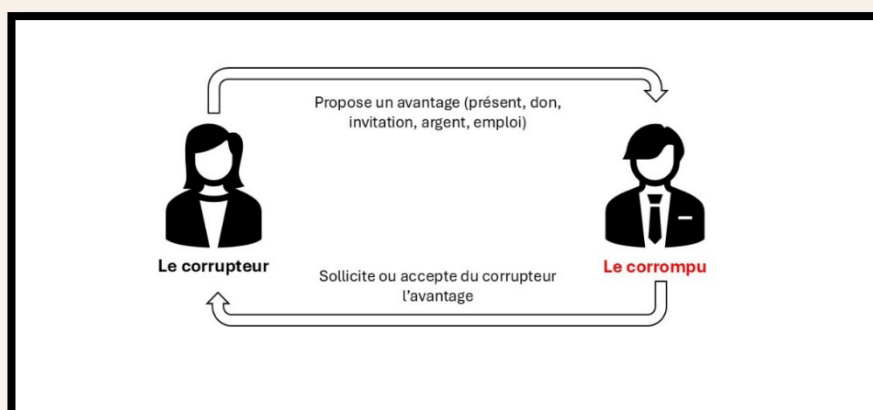 Propose un avantage (présent, don,
invitation, argent, emploi)
Le corrupteur
Le corrompu
Sollicite ou accepte du corrupteur
l'avantage